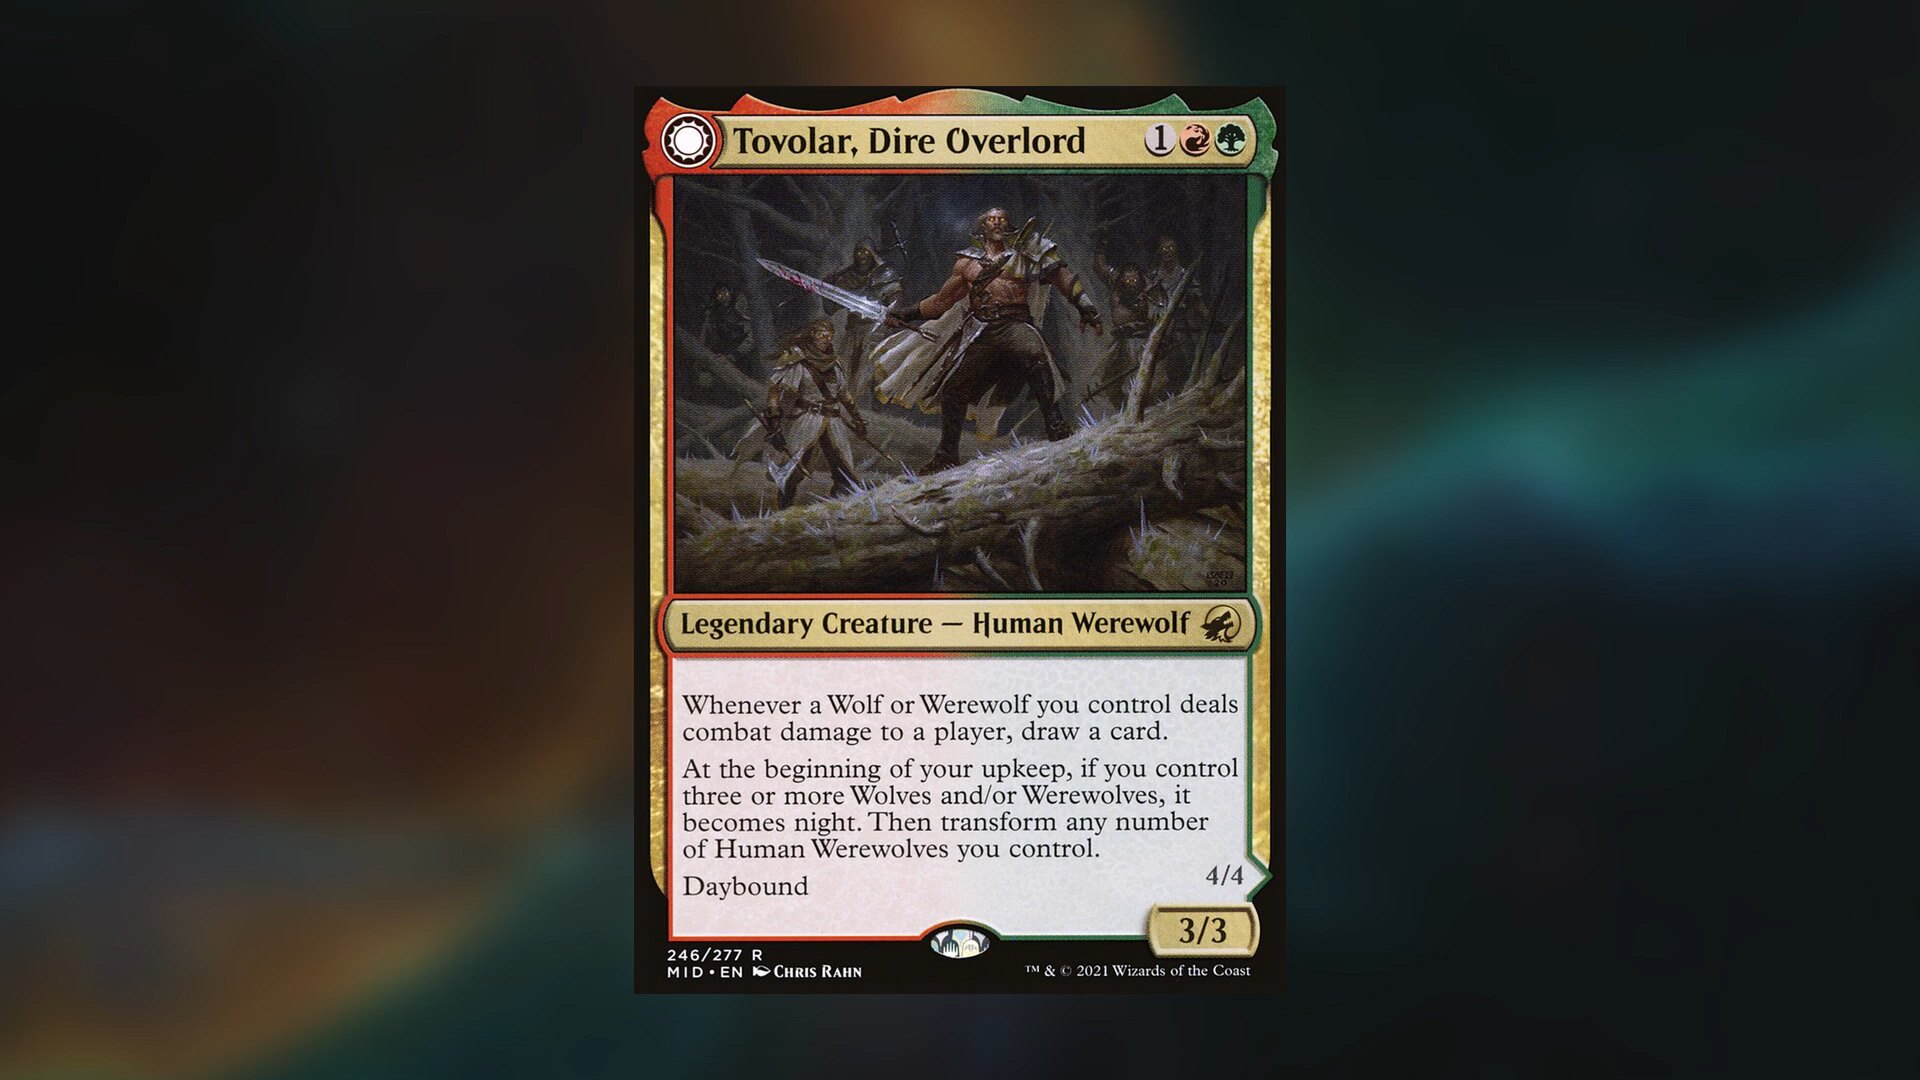 Tovolar, Dire Overlord 1
Legendary Creature — Human Werewolf
Whenever a Wolf or Werewolf you control deals
combat damage to a player, draw a card.
At the beginning of your upkeep, if you control
three or more Wolves and/or Werewolves, it
becomes night. Then transform any number
of Human Werewolves you control.
Daybound
4/4
3/3
246/277 R
MID • EN Chris Rahn
™ & © 2021 Wizards of the Coast